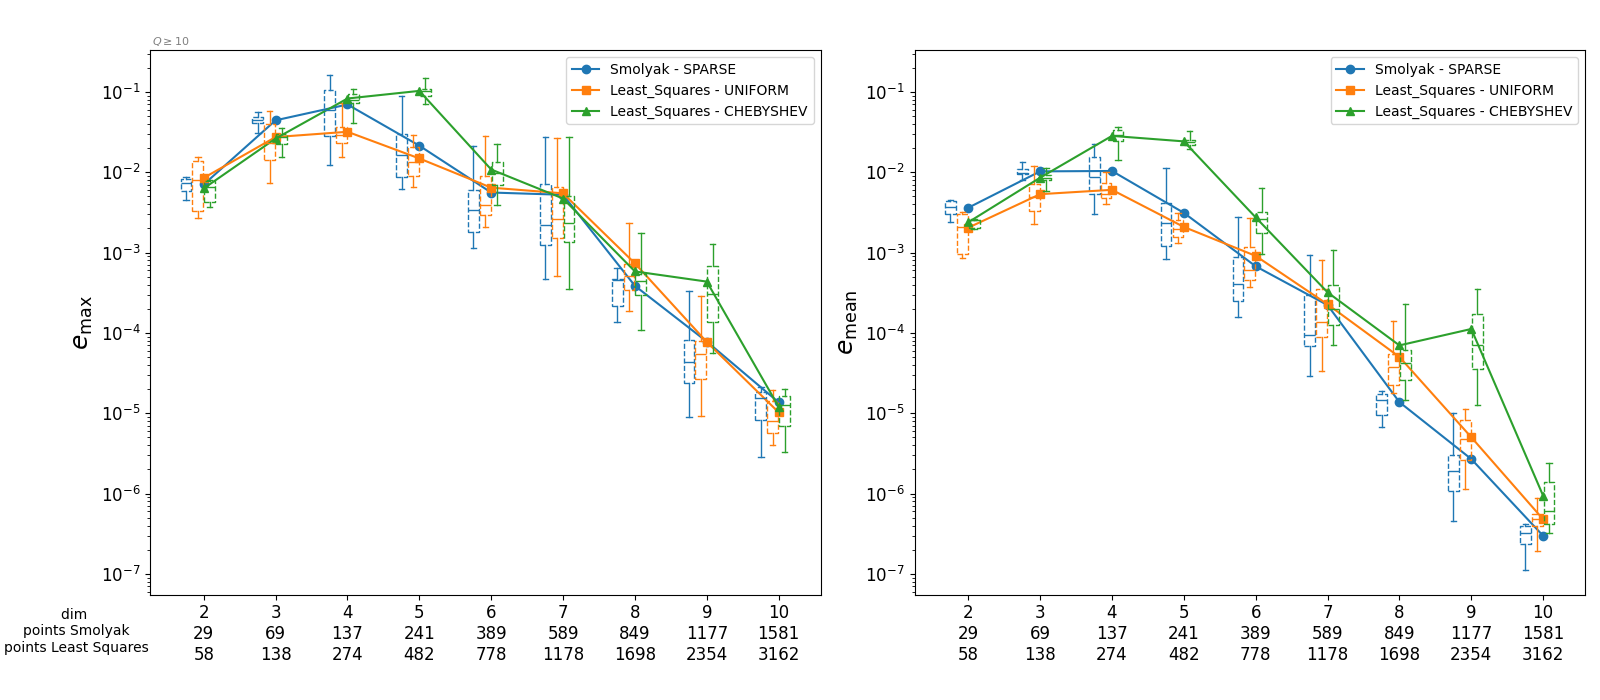 Q ≥ 10
Smolyak - SPARSE
Least_Squares - UNIFORM
Least_Squares - CHEBYSHEV
10⁻¹
10⁻²
10⁻³
10⁻⁴
10⁻⁵
10⁻⁶
10⁻⁷
e_max
Smolyak - SPARSE
Least_Squares - UNIFORM
Least_Squares - CHEBYSHEV
10⁻¹
10⁻²
10⁻³
10⁻⁴
10⁻⁵
10⁻⁶
10⁻⁷
e_mean
dim 2 3 4 5 6 7 8 9 10 2 3 4 5 6 7 8 9 10
points Smolyak 29 69 137 241 389 589 849 1177 1581 29 69 137 241 389 589 849 1177 1581
points Least Squares 58 138 274 482 778 1178 1698 2354 3162 58 138 274 482 778 1178 1698 2354 3162